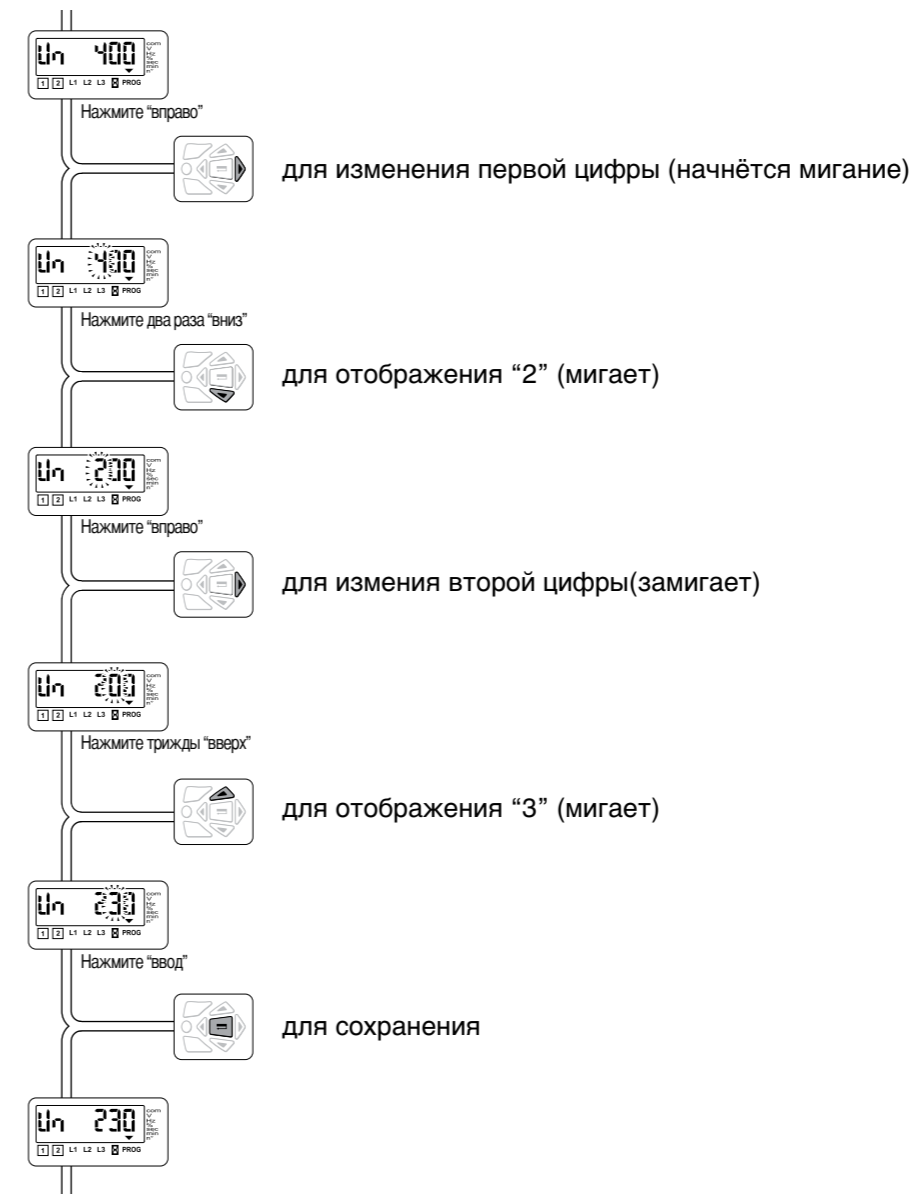 Un 400
com
V
Hz
%
sec
min
n°
1 2 L1 L2 L3 PROG
Нажмите “вправо”
для изменения первой цифры (начнётся мигание)
Un 400
com
V
Hz
%
sec
min
n°
1 2 L1 L2 L3 PROG
Нажмите два раза “вниз”
для отображения “2” (мигает)
Un 200
com
V
Hz
%
sec
min
n°
1 2 L1 L2 L3 PROG
Нажмите “вправо”
для измения второй цифры(замигает)
Un 200
com
V
Hz
%
sec
min
n°
1 2 L1 L2 L3 PROG
Нажмите трижды “вверх”
для отображения “3” (мигает)
Un 230
com
V
Hz
%
sec
min
n°
1 2 L1 L2 L3 PROG
Нажмите “ввод”
для сохранения
Un 230
com
V
Hz
%
sec
min
n°
1 2 L1 L2 L3 PROG